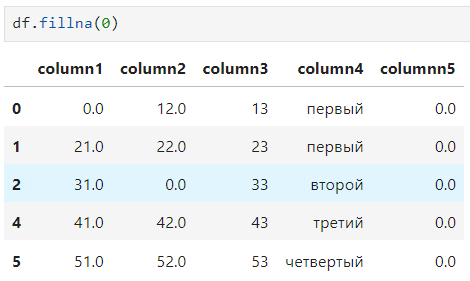 df.fillna(0)
column1 column2 column3 column4 columnn5
0 0.0 12.0 13 первый 0.0
1 21.0 22.0 23 первый 0.0
2 31.0 0.0 33 второй 0.0
4 41.0 42.0 43 третий 0.0
5 51.0 52.0 53 четвертый 0.0